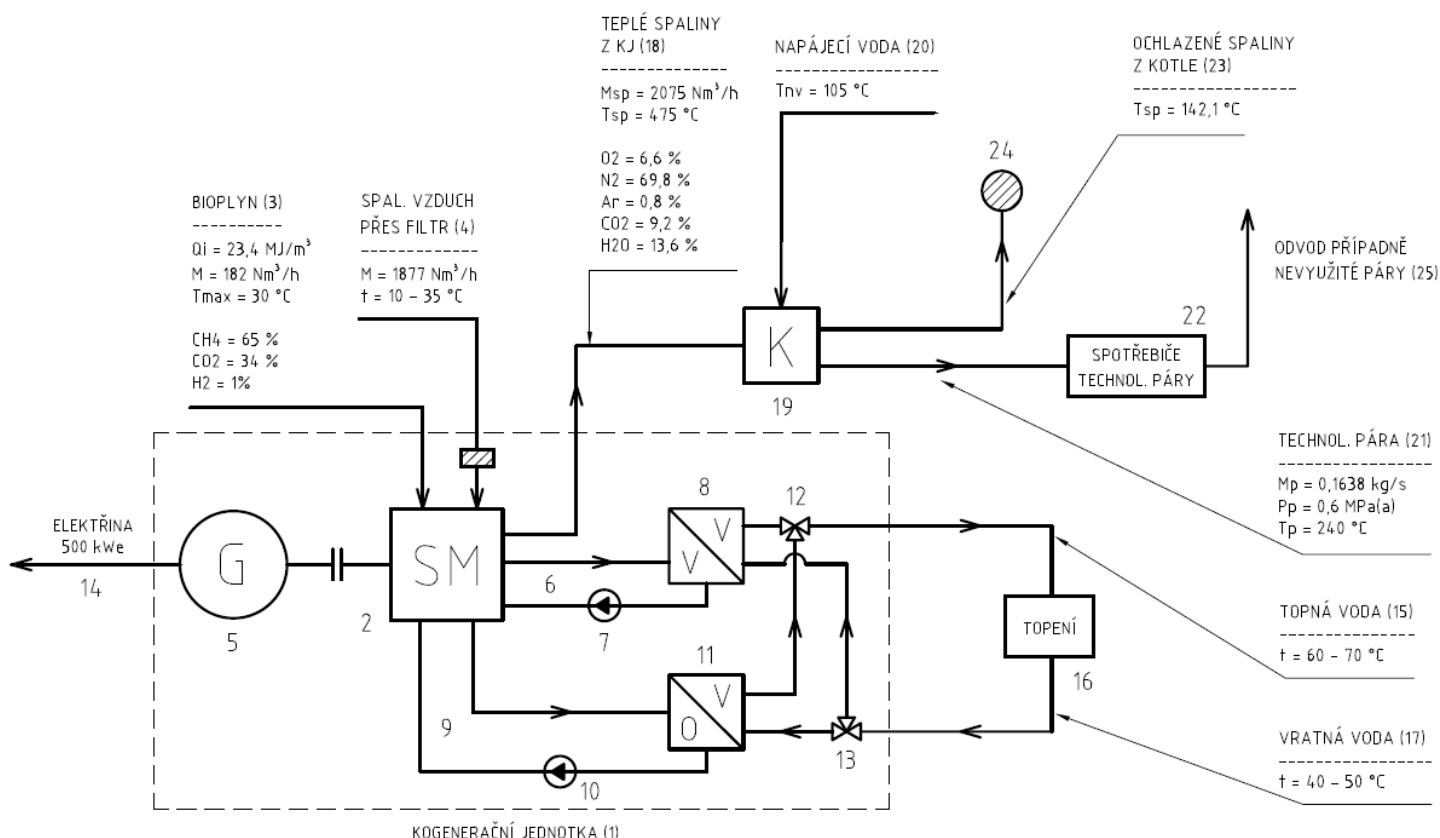 TEPLÉ SPALINY
Z KJ (18)
Msp = 2075 Nm³/h
Tsp = 475 °C
O2 = 6,6 %
N2 = 69,8 %
Ar = 0,8 %
CO2 = 9,2 %
H2O = 13,6 %
NAPÁJECÍ VODA (20)
Tnv = 105 °C
OCHLAZENÉ SPALINY
Z KOTLE (23)
Tsp = 142,1 °C
24
BIOPLYN (3)
Qi = 23,4 MJ/m³
M = 182 Nm³/h
Tmax = 30 °C
CH4 = 65 %
CO2 = 34 %
H2 = 1%
SPAL. VZDUCH
PŘES FILTR (4)
M = 1877 Nm³/h
t = 10 – 35 °C
ODVOD PŘÍPADNĚ
NEVYUŽITÉ PÁRY (25)
K
19
22
SPOTŘEBIČE
TECHNOL. PÁRY
TECHNOL. PÁRA (21)
Mp = 0,1638 kg/s
Pp = 0,6 MPa(a)
Tp = 240 °C
ELEKTŘINA
500 kWe
14
G
5
SM
2
6
7
8
V
V
12
9
10
11
V
O
13
TOPENÍ
16
TOPNÁ VODA (15)
t = 60 – 70 °C
VRATNÁ VODA (17)
t = 40 – 50 °C
KOGENERAČNÍ JEDNOTKA (1)